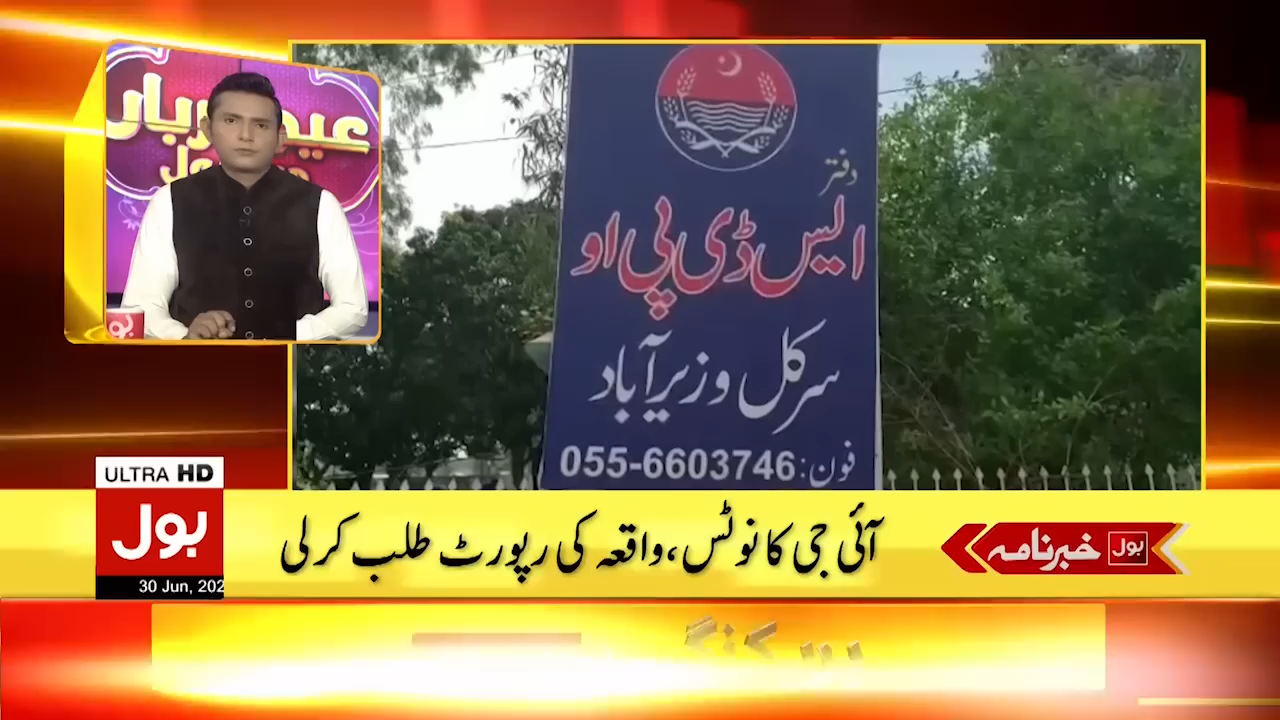 دفتر
ایس ڈی پی او
سرکل وزیرآباد
فون: 055-6603746
ULTRA HD
بول
30 Jun, 202
آئی جی کا نوٹس، واقعہ کی رپورٹ طلب کرلی
بول خبرنامہ
بول